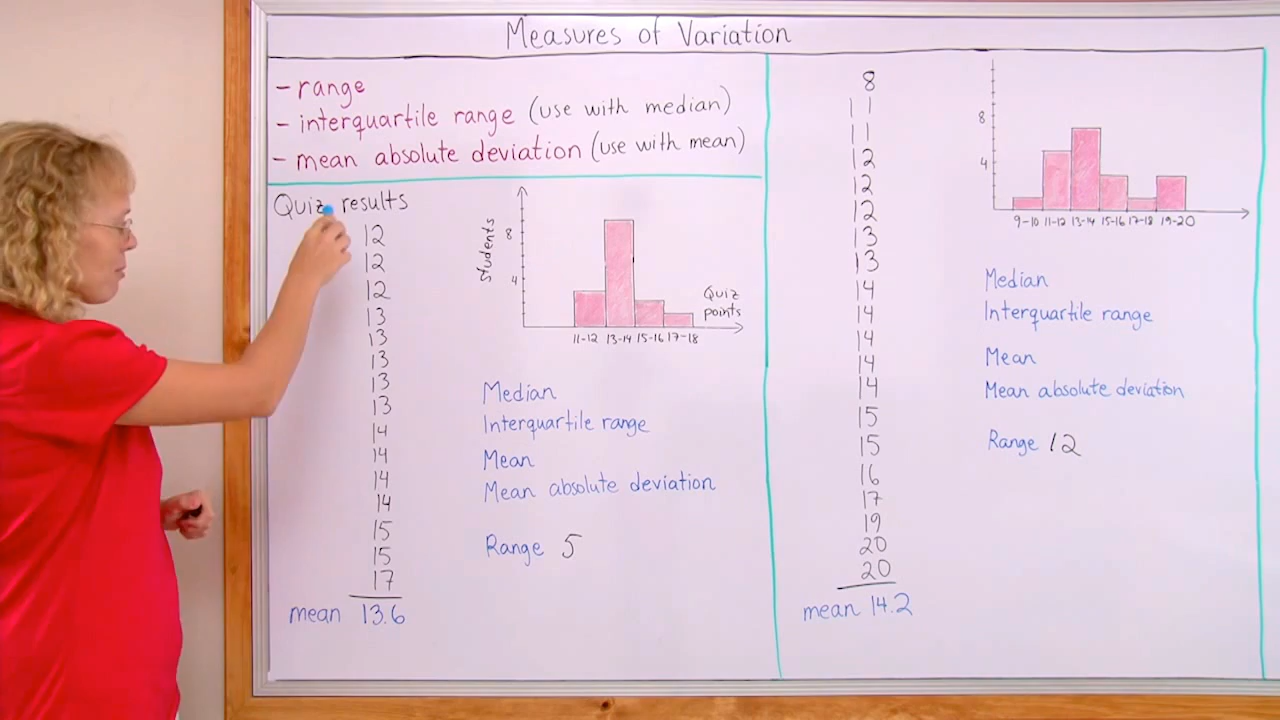 Measures of Variation
- range
- interquartile range (use with median)
- mean absolute deviation (use with mean)
Quiz results
12
12
12
13
13
13
13
13
14
14
14
14
15
15
17
mean 13.6
Students
8
4
Quiz
points
11-12 13-14 15-16 17-18
Median
Interquartile range
Mean
Mean absolute deviation
Range 5
8
11
11
12
12
12
13
13
14
14
14
14
14
15
15
16
17
19
20
20
mean 14.2
8
4
9-10 11-12 13-14 15-16 17-18 19-20
Median
Interquartile range
Mean
Mean absolute deviation
Range 12